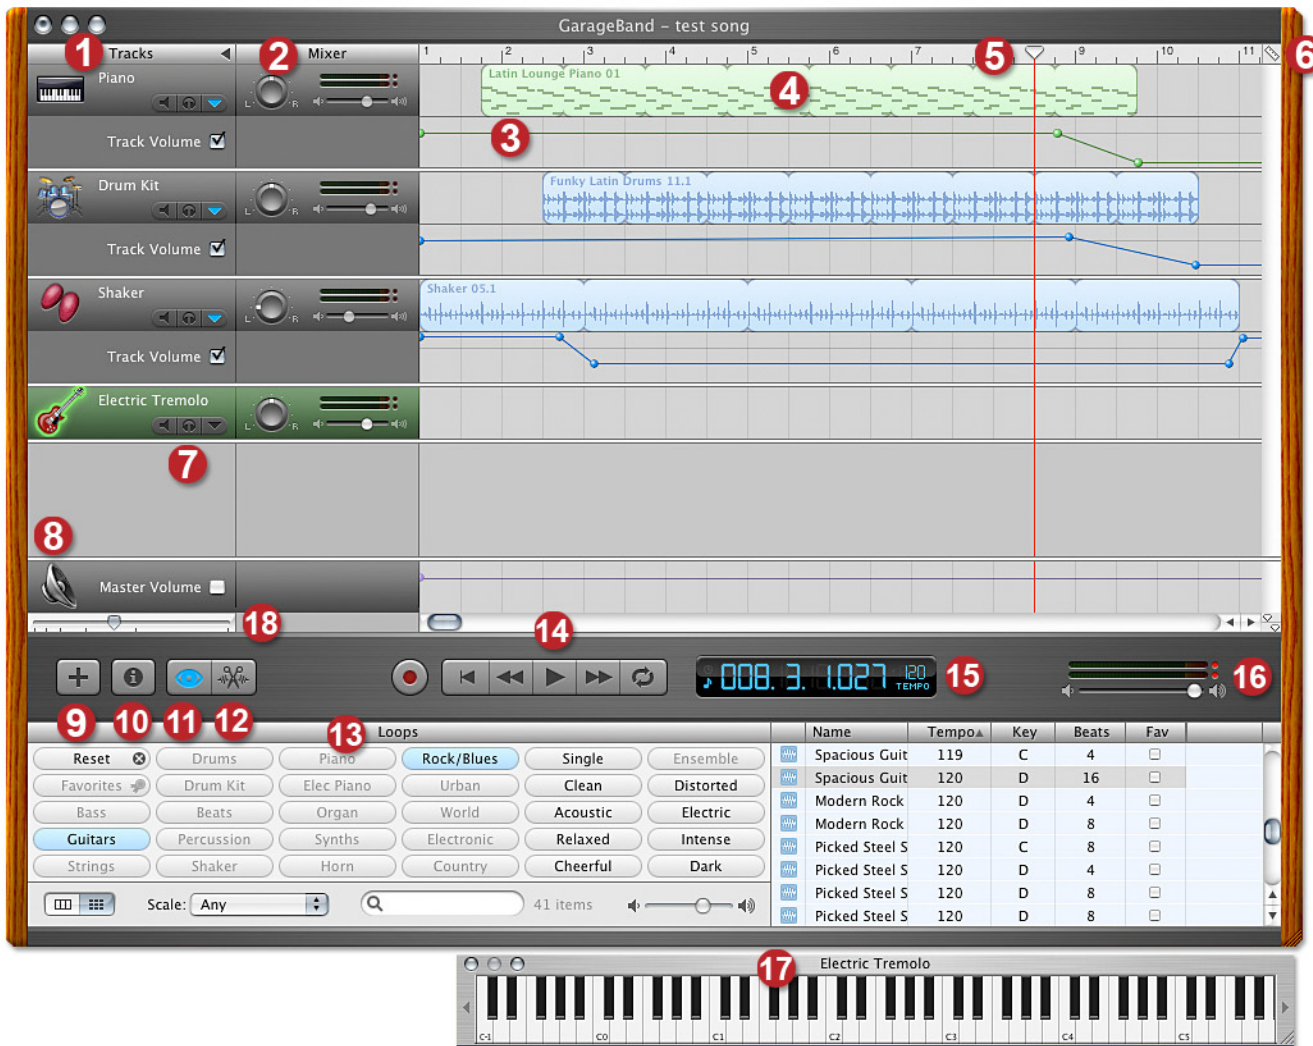 GarageBand – test song
1 Tracks 2 Mixer 1 2 3 4 5 6 7 5 9 10 11 6
Piano
L R
Latin Lounge Piano 01
4
Track Volume
3
Drum Kit
L R
Funky Latin Drums 11.1
Track Volume
Shaker
L R
Shaker 05.1
Track Volume
Electric Tremolo
L R
7
8
Master Volume
18
14
008. 3. 1.027 120
TEMPO
15
16
9 10 11 12 13
Loops
Reset Drums Piano Rock/Blues Single Ensemble
Favorites Drum Kit Elec Piano Urban Clean Distorted
Bass Beats Organ World Acoustic Electric
Guitars Percussion Synths Electronic Relaxed Intense
Strings Shaker Horn Country Cheerful Dark
Scale: Any 41 items
Name Tempo Key Beats Fav
Spacious Guit 119 C 4
Spacious Guit 120 D 16
Modern Rock 120 D 4
Modern Rock 120 D 8
Picked Steel S 120 C 8
Picked Steel S 120 D 4
Picked Steel S 120 D 8
Picked Steel S 120 D 8
17 Electric Tremolo
C-1 C0 C1 C2 C3 C4 C5